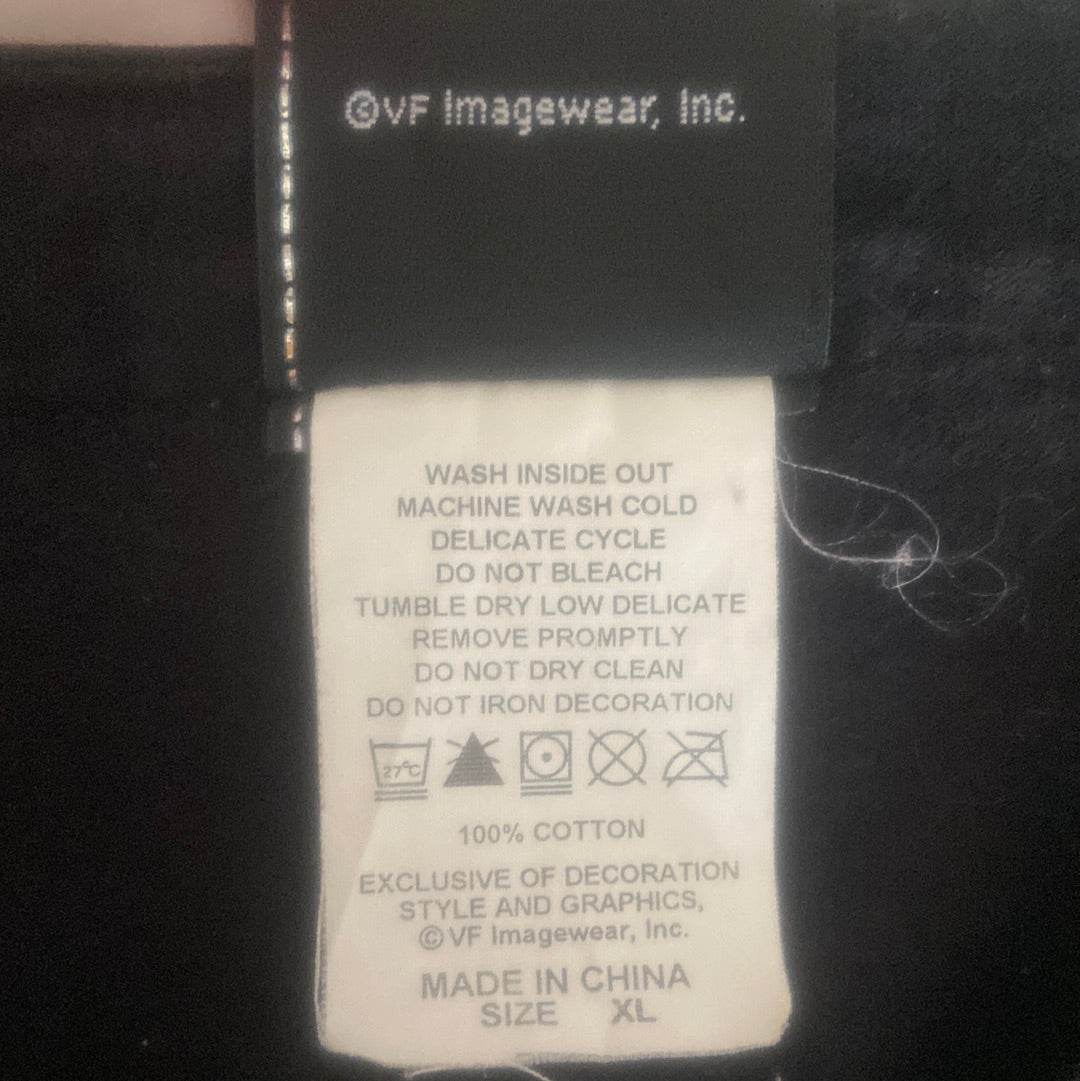 ©VF Imagewear, Inc.
WASH INSIDE OUT
MACHINE WASH COLD
DELICATE CYCLE
DO NOT BLEACH
TUMBLE DRY LOW DELICATE
REMOVE PROMPTLY
DO NOT DRY CLEAN
DO NOT IRON DECORATION
27°C
100% COTTON
EXCLUSIVE OF DECORATION
STYLE AND GRAPHICS,
©VF Imagewear, Inc.
MADE IN CHINA
SIZE XL